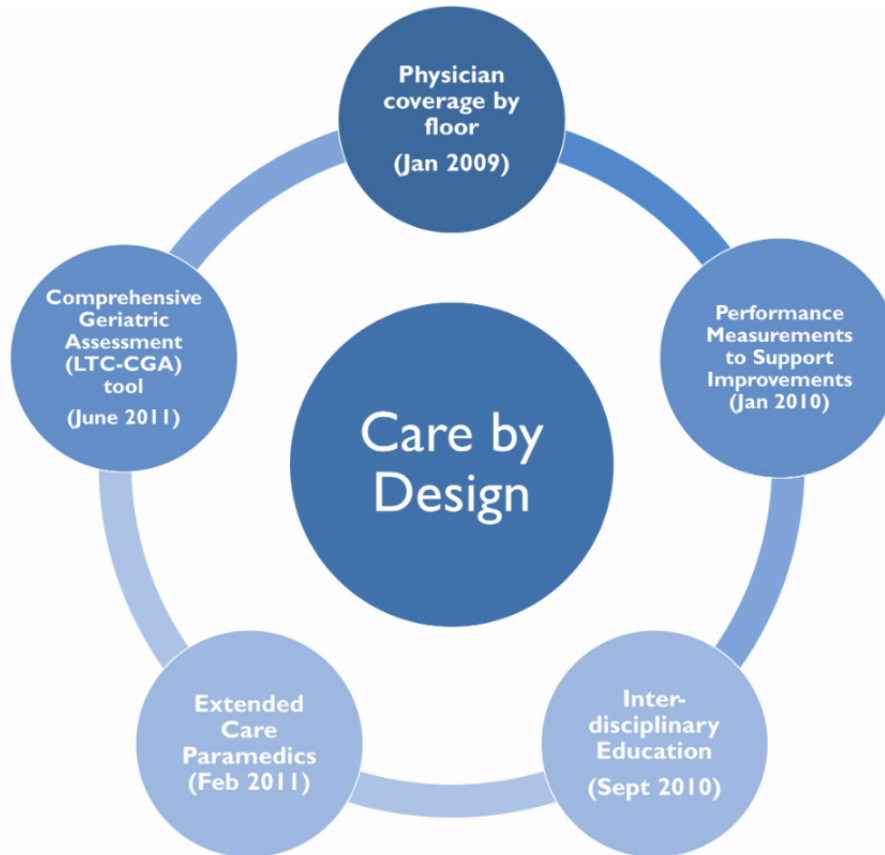 Physician
coverage by
floor
(Jan 2009)
Performance
Measurements
to Support
Improvements
(Jan 2010)
Inter-
disciplinary
Education
(Sept 2010)
Extended
Care
Paramedics
(Feb 2011)
Comprehensive
Geriatric
Assessment
(LTC-CGA)
tool
(June 2011)
Care by
Design